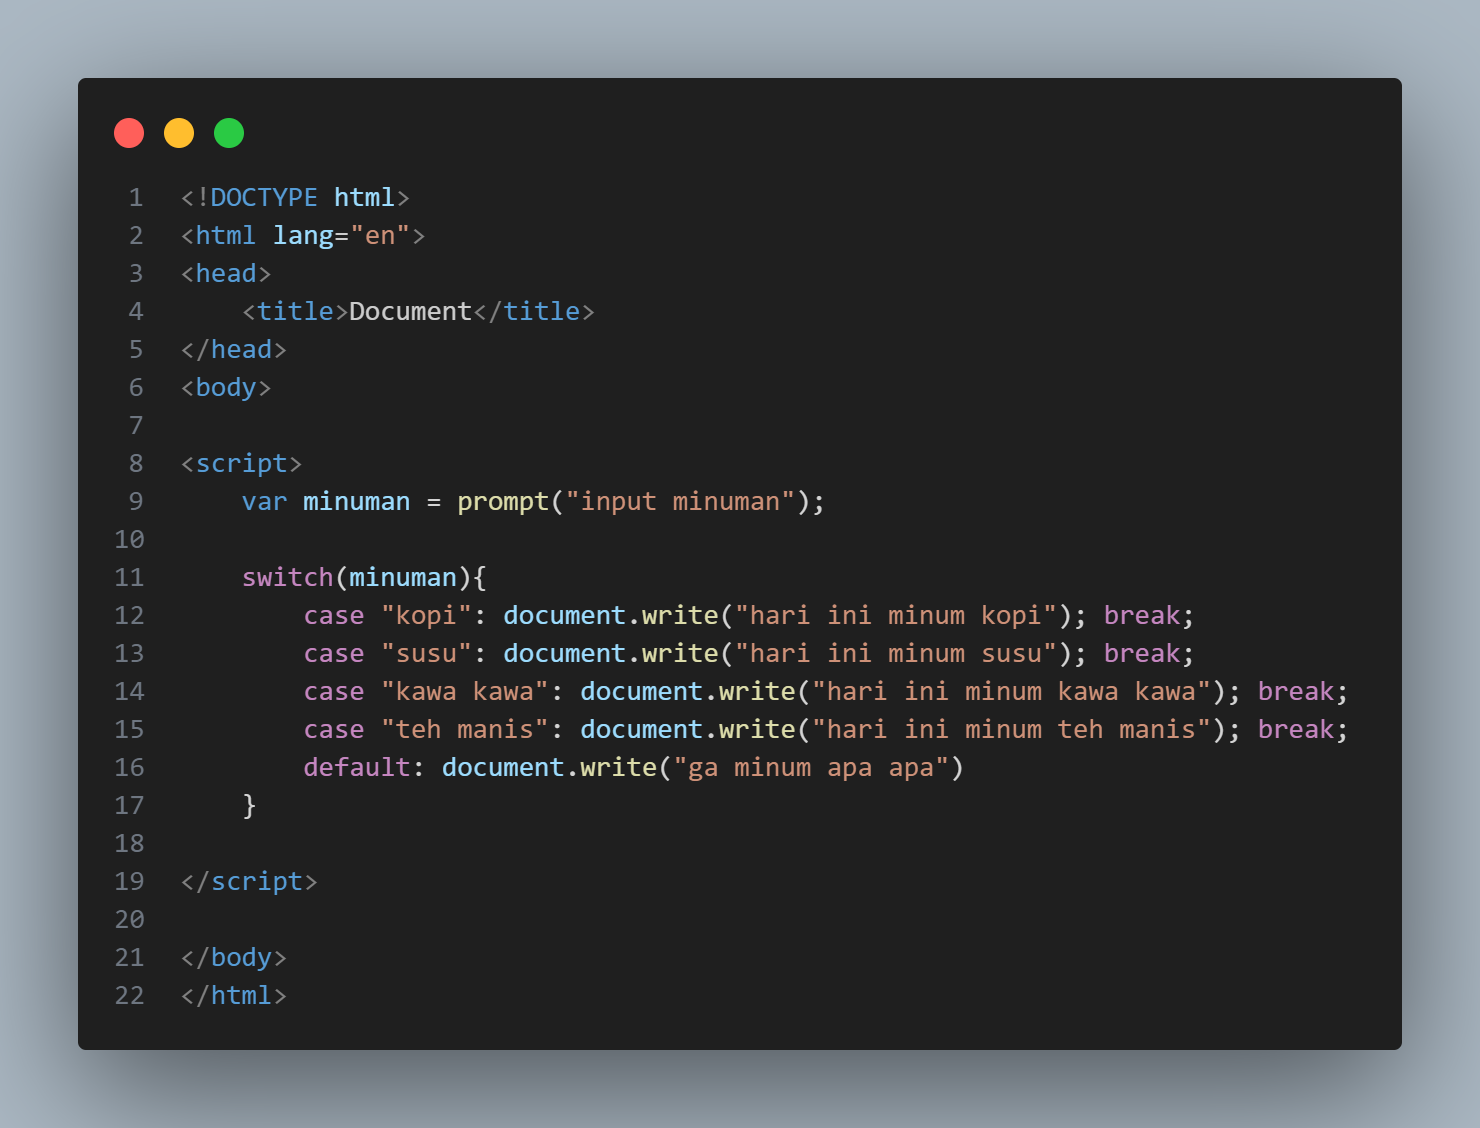 1 <!DOCTYPE html>
2 <html lang="en">
3 <head>
4     <title>Document</title>
5 </head>
6 <body>
7
8 <script>
9     var minuman = prompt("input minuman");
10
11     switch(minuman){
12         case "kopi": document.write("hari ini minum kopi"); break;
13         case "susu": document.write("hari ini minum susu"); break;
14         case "kawa kawa": document.write("hari ini minum kawa kawa"); break;
15         case "teh manis": document.write("hari ini minum teh manis"); break;
16         default: document.write("ga minum apa apa")
17     }
18
19 </script>
20
21 </body>
22 </html>